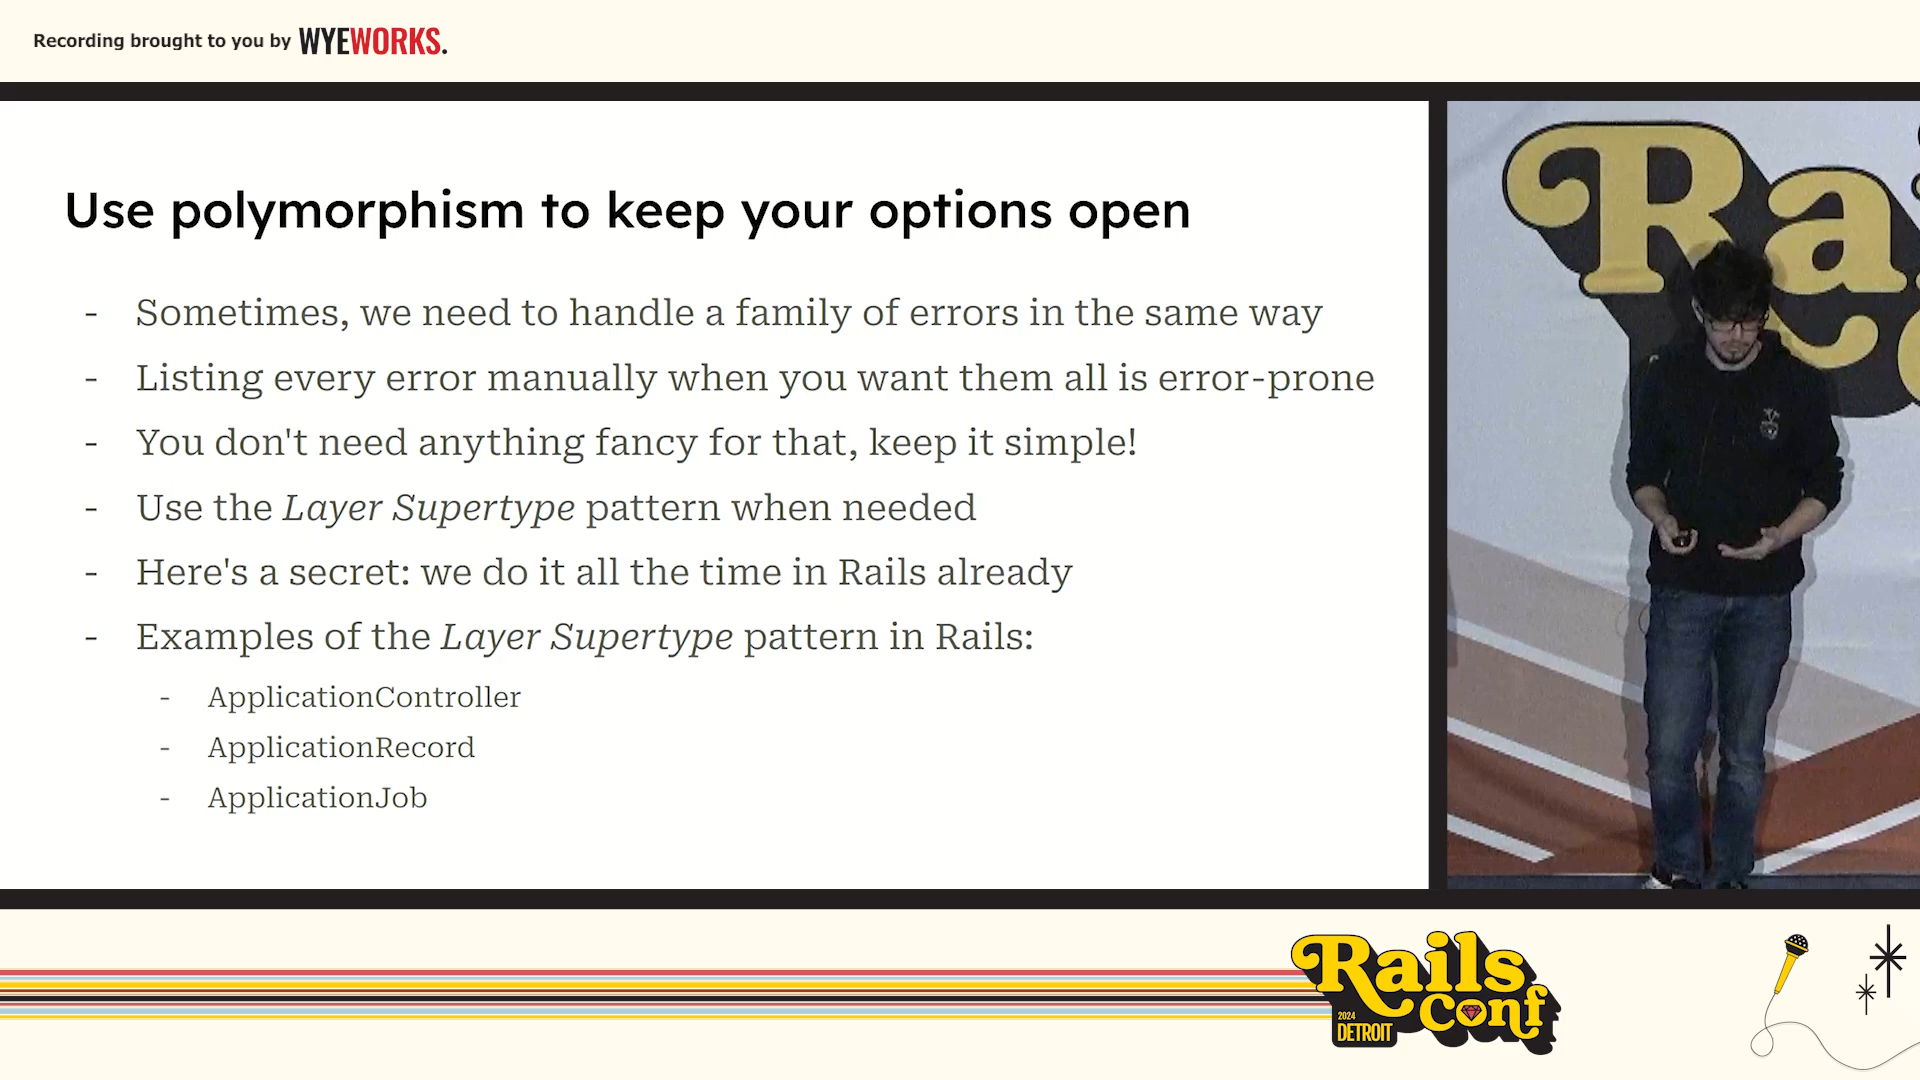 Recording brought to you by WYEWORKS.
Use polymorphism to keep your options open
- Sometimes, we need to handle a family of errors in the same way
- Listing every error manually when you want them all is error-prone
- You don't need anything fancy for that, keep it simple!
- Use the Layer Supertype pattern when needed
- Here's a secret: we do it all the time in Rails already
- Examples of the Layer Supertype pattern in Rails:
- ApplicationController
- ApplicationRecord
- ApplicationJob
Ra
Rails
Conf
2024
DETROIT